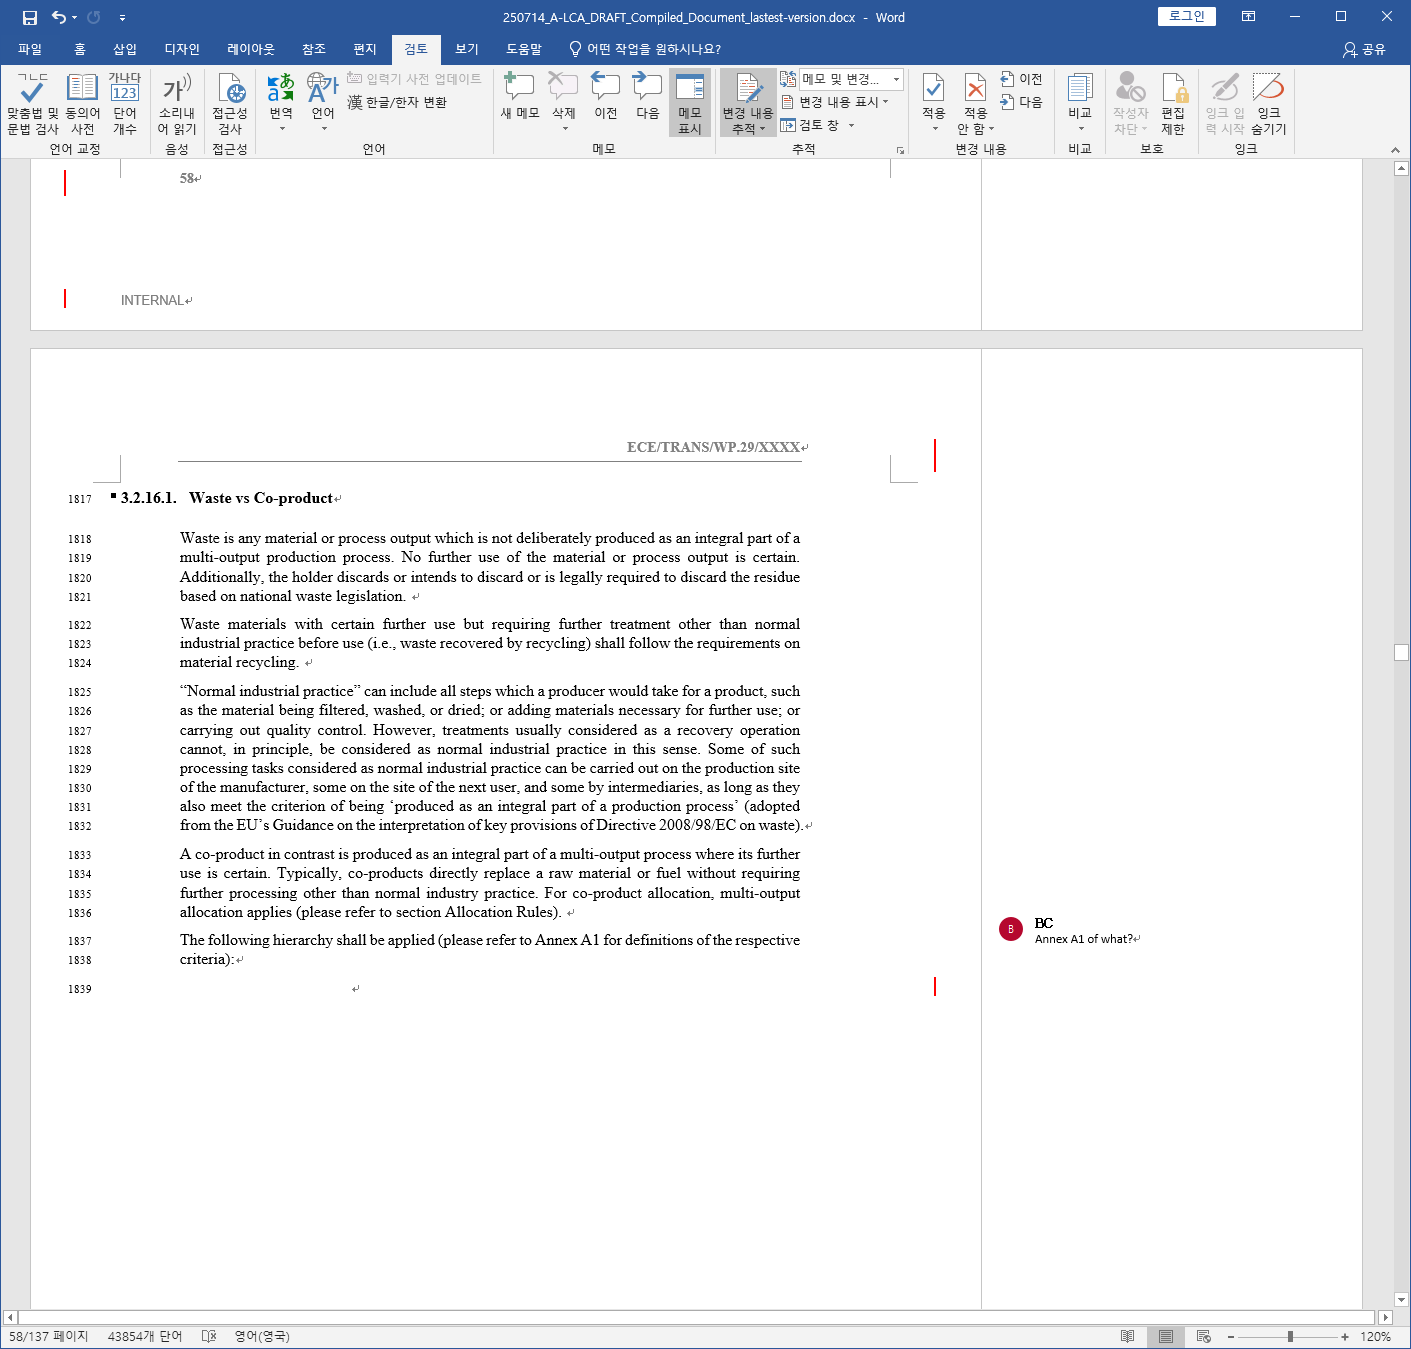 250714_A-LCA_DRAFT_Compiled_Document_lastest-version.docx - Word
로그인
파일 홈 삽입 디자인 레이아웃 참조 편지 검토 보기 도움말 어떤 작업을 원하시나요? 공유
맞춤법 및 문법 검사
동의어 사전
단어 개수
언어 교정
소리내어 읽기
음성
접근성 검사
접근성
번역
언어
입력기 사전 업데이트
한글/한자 변환
언어
새 메모
삭제
이전
다음
메모 표시
메모
변경 내용 추적
메모 및 변경...
변경 내용 표시
검토 창
추적
적용
적용 안 함
이전
다음
변경 내용
비교
비교
작성자 차단
편집 제한
보호
잉크 입력 시작
잉크 숨기기
잉크
58
INTERNAL
ECE/TRANS/WP.29/XXXX
1817 3.2.16.1. Waste vs Co-product
1818 Waste is any material or process output which is not deliberately produced as an integral part of a
1819 multi-output production process. No further use of the material or process output is certain.
1820 Additionally, the holder discards or intends to discard or is legally required to discard the residue
1821 based on national waste legislation.
1822 Waste materials with certain further use but requiring further treatment other than normal
1823 industrial practice before use (i.e., waste recovered by recycling) shall follow the requirements on
1824 material recycling.
1825 “Normal industrial practice” can include all steps which a producer would take for a product, such
1826 as the material being filtered, washed, or dried; or adding materials necessary for further use; or
1827 carrying out quality control. However, treatments usually considered as a recovery operation
1828 cannot, in principle, be considered as normal industrial practice in this sense. Some of such
1829 processing tasks considered as normal industrial practice can be carried out on the production site
1830 of the manufacturer, some on the site of the next user, and some by intermediaries, as long as they
1831 also meet the criterion of being ‘produced as an integral part of a production process’ (adopted
1832 from the EU’s Guidance on the interpretation of key provisions of Directive 2008/98/EC on waste).
1833 A co-product in contrast is produced as an integral part of a multi-output process where its further
1834 use is certain. Typically, co-products directly replace a raw material or fuel without requiring
1835 further processing other than normal industry practice. For co-product allocation, multi-output
1836 allocation applies (please refer to section Allocation Rules).
1837 The following hierarchy shall be applied (please refer to Annex A1 for definitions of the respective
1838 criteria):
1839
B BC
Annex A1 of what?
58/137 페이지 43854개 단어 영어(영국) 120%